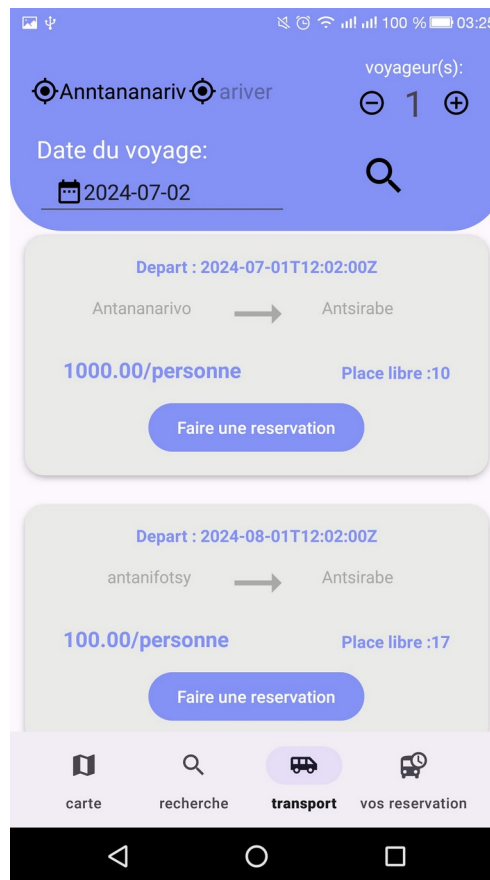 100 % 03:25
voyageur(s):
Anntananariv ariver
1
Date du voyage:
2024-07-02
Depart : 2024-07-01T12:02:00Z
Antananarivo Antsirabe
1000.00/personne Place libre :10
Faire une reservation
Depart : 2024-08-01T12:02:00Z
antanifotsy Antsirabe
100.00/personne Place libre :17
Faire une reservation
carte recherche transport vos reservation